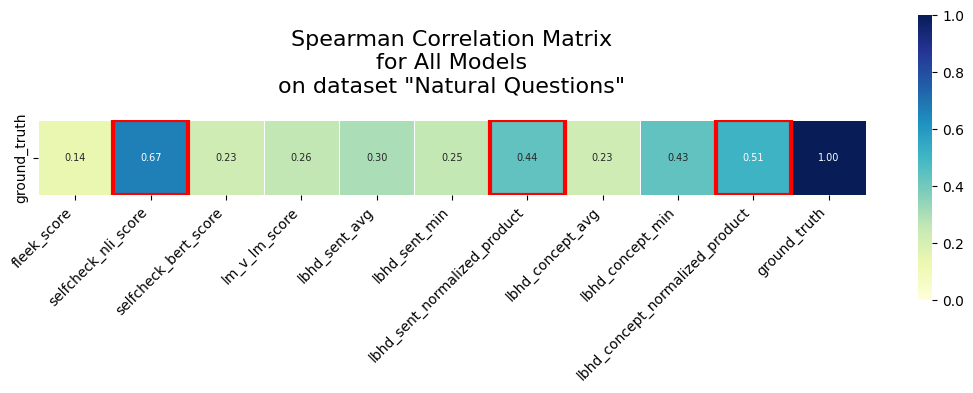 Spearman Correlation Matrix
for All Models
on dataset "Natural Questions"
ground_truth
0.14 0.67 0.23 0.26 0.30 0.25 0.44 0.23 0.43 0.51 1.00
fleek_score
selfcheck_nli_score
selfcheck_bert_score
lm_v_lm_score
lbhd_sent_avg
lbhd_sent_min
lbhd_sent_normalized_product
lbhd_concept_avg
lbhd_concept_min
lbhd_concept_normalized_product
ground_truth
1.0
0.8
0.6
0.4
0.2
0.0